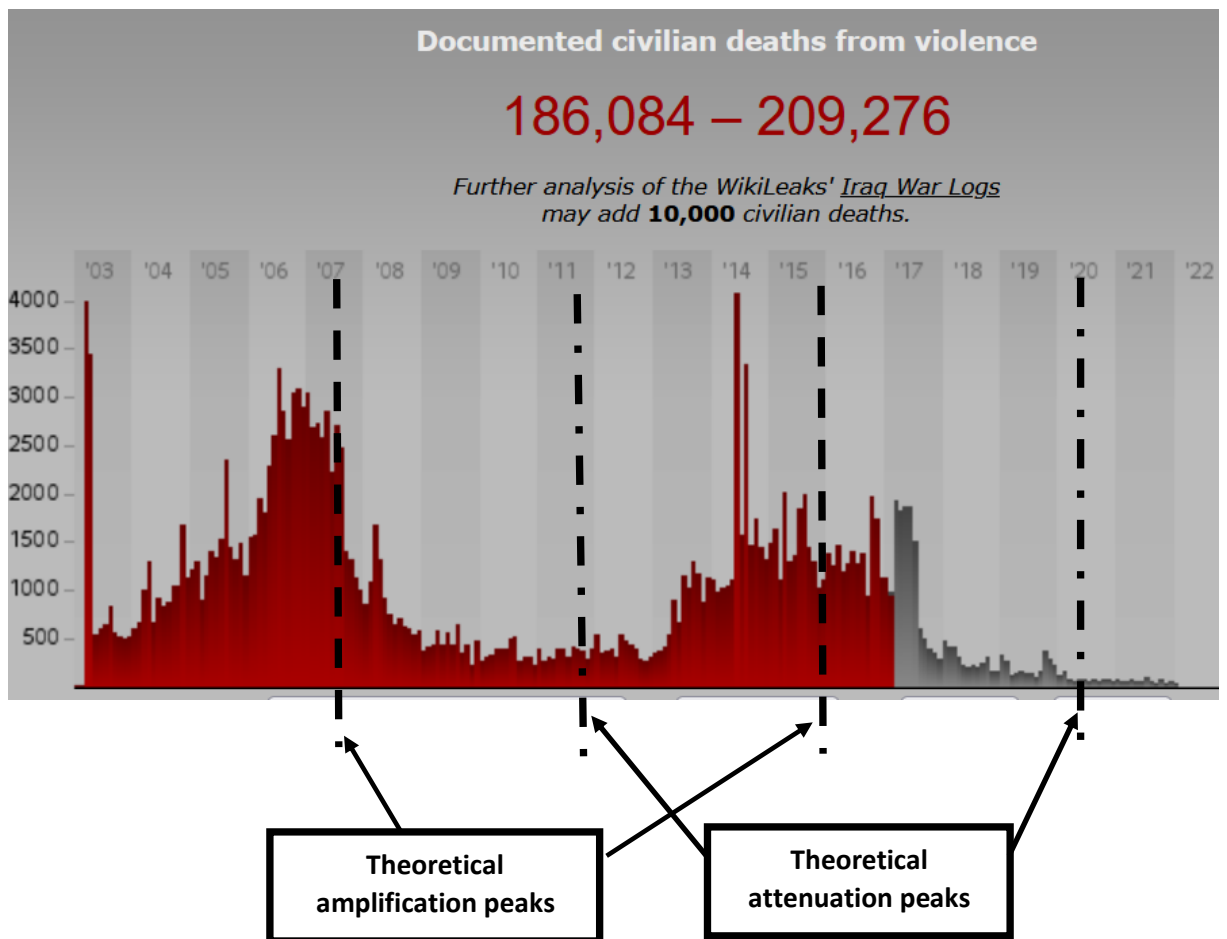 Documented civilian deaths from violence
186,084 – 209,276
Further analysis of the WikiLeaks' Iraq War Logs
may add 10,000 civilian deaths.
'03 '04 '05 '06 '07 '08 '09 '10 '11 '12 '13 '14 '15 '16 '17 '18 '19 '20 '21 '22
4000
3500
3000
2500
2000
1500
1000
500
Theoretical
amplification peaks
Theoretical
attenuation peaks